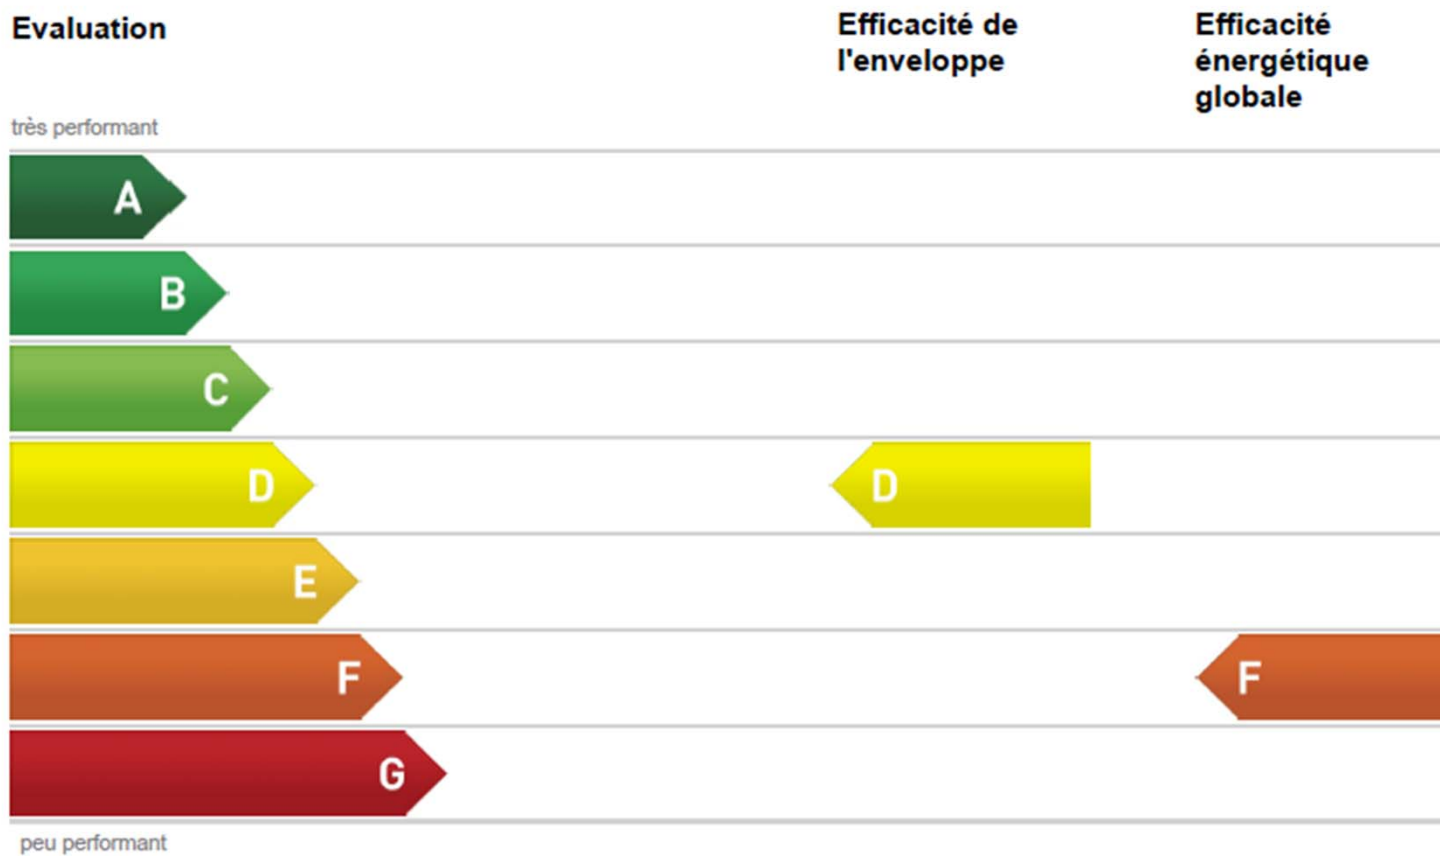 Evaluation
Efficacité de
l'enveloppe
Efficacité
énergétique
globale
très performant
A
B
C
D
D
E
F
F
G
peu performant